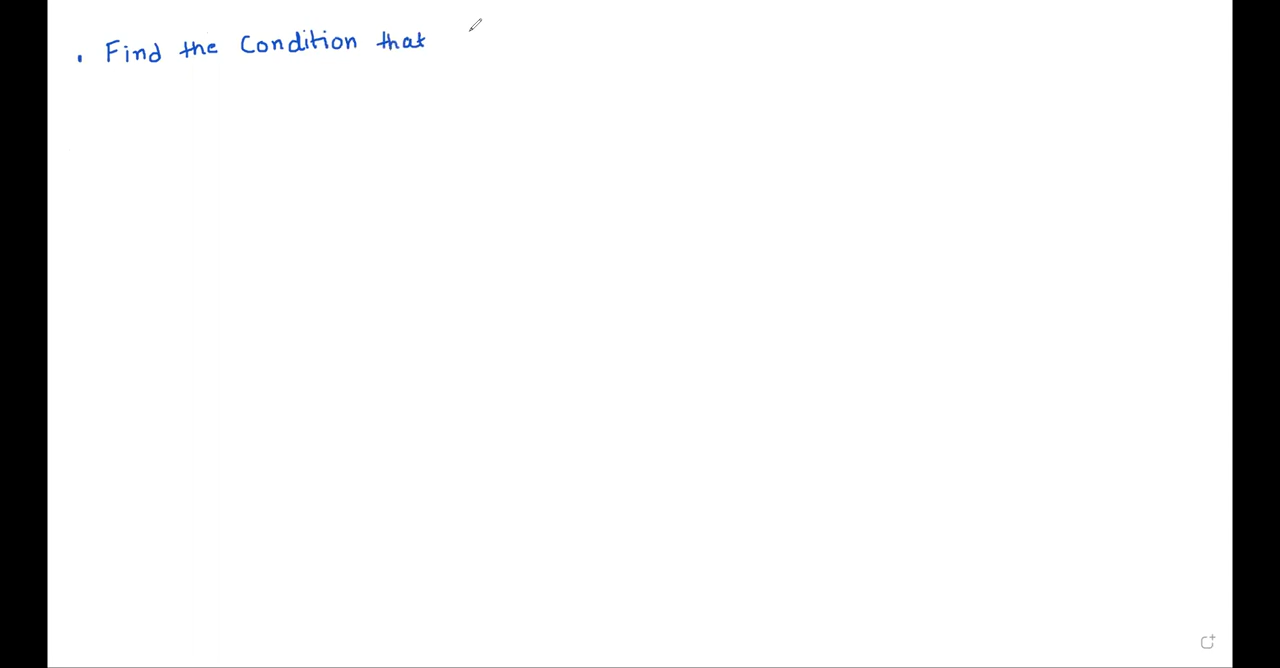 . Find the Condition that